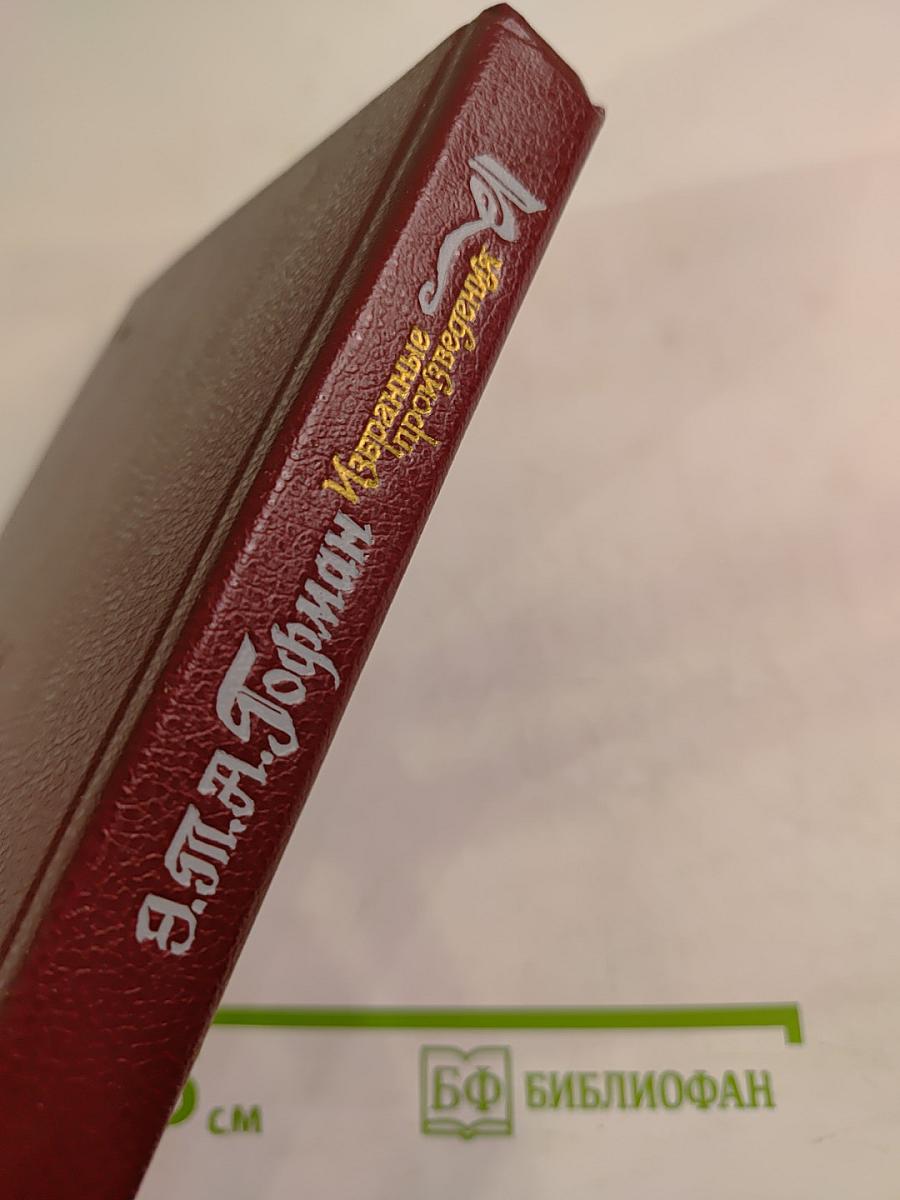 Э.Т.А.Гофман
Избранные
произведения
см
БФ
БИБЛИОФАН